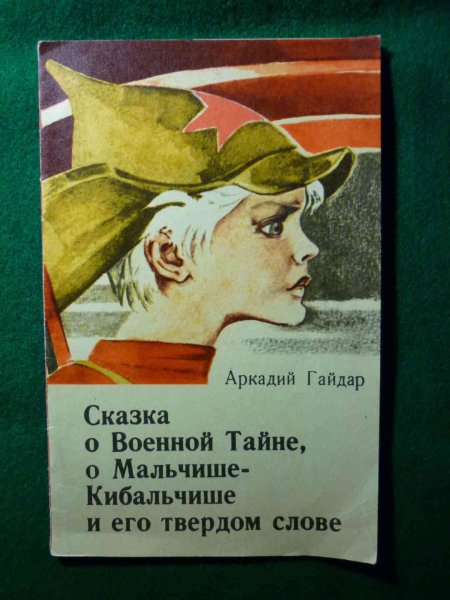 Аркадий Гайдар
Сказка
о Военной Тайне,
о Мальчише-
Кибальчише
и его твердом слове